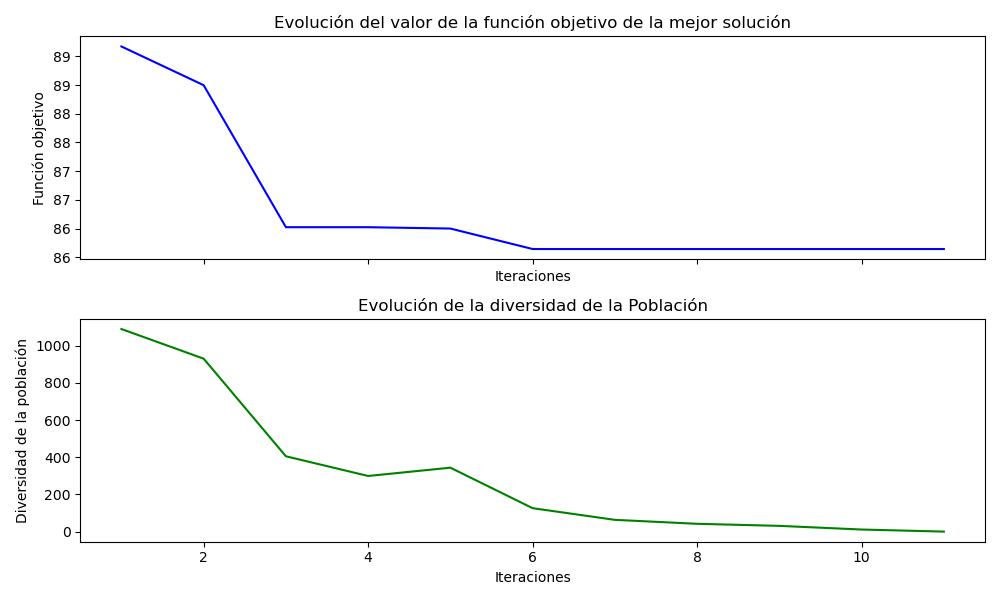 Evolución del valor de la función objetivo de la mejor solución
Función objetivo
89
89
88
88
87
87
86
86
Iteraciones
Evolución de la diversidad de la Población
Diversidad de la población
1000
800
600
400
200
0
2 4 6 8 10
Iteraciones